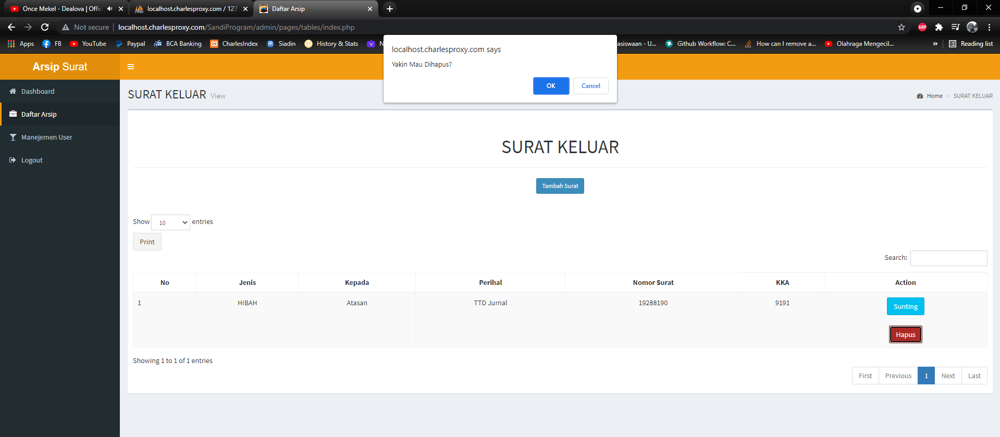 Once Mekel - Dealova | Offic
localhost.charlesproxy.com / 127.
Daftar Arsip
Not secure localhost.charlesproxy.com/SandiProgram/admin/pages/tables/index.php
ABP
Apps FB YouTube Paypal BCA Banking CharlesIndex Siadin History & Stats N asiswaan - U... Github Workflow: C... How can I remove a... Olahraga Mengecil... » Reading list
localhost.charlesproxy.com says
Yakin Mau Dihapus?
OK Cancel
Arsip Surat
Dashboard
Daftar Arsip
Manejemen User
Logout
SURAT KELUAR View
Home > SURAT KELUAR
SURAT KELUAR
Tambah Surat
Show 10 entries
Print
Search:
No Jenis Kepada Perihal Nomor Surat KKA Action
1 HIBAH Atasan TTD Jurnal 19288190 9191 Sunting
Hapus
Showing 1 to 1 of 1 entries
First Previous 1 Next Last